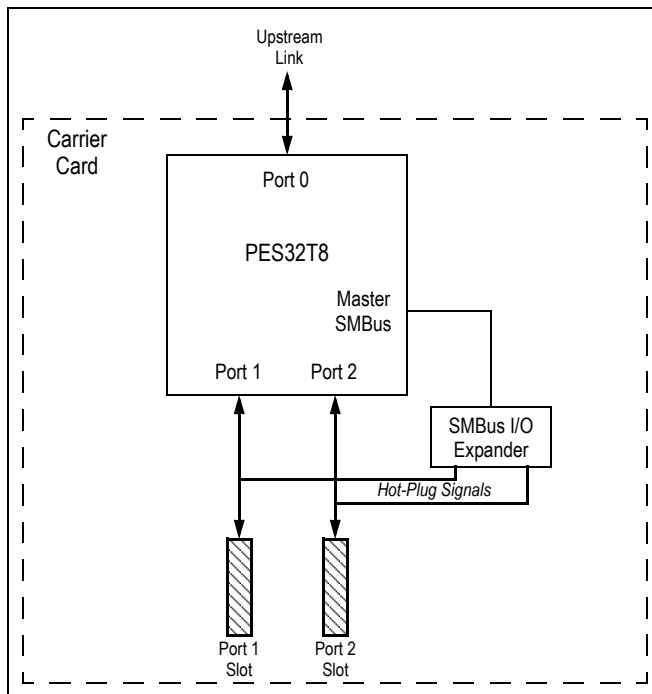 Upstream
Link
Carrier
Card
Port 0
PES32T8
Master
SMBus
Port 1
Port 2
SMBus I/O
Expander
Hot-Plug Signals
Port 1
Slot
Port 2
Slot